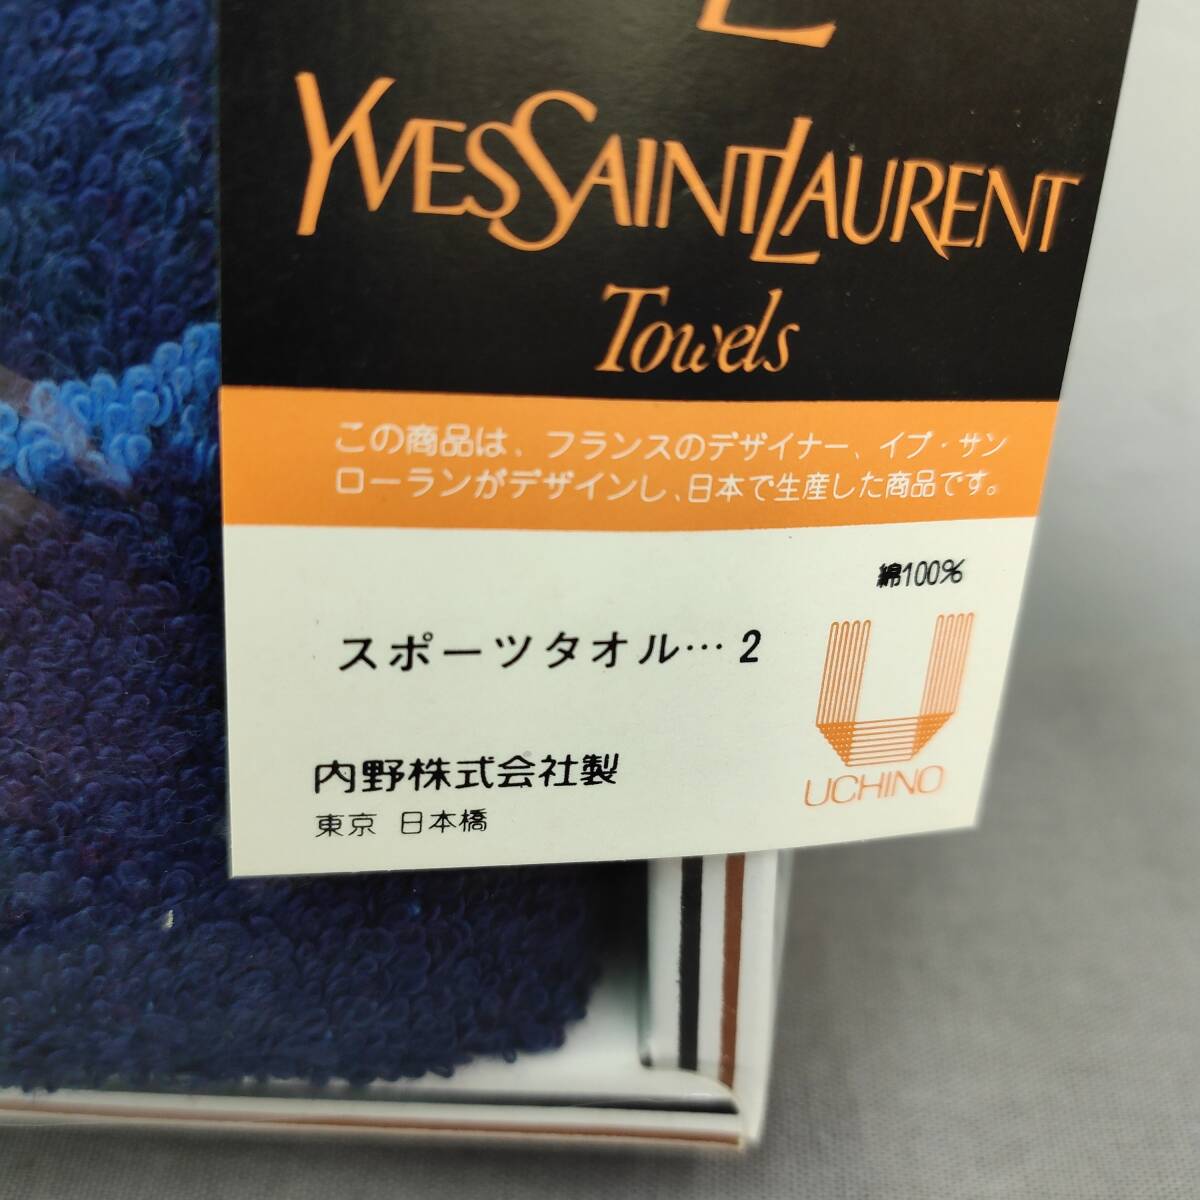 YVES SAINT LAURENT
Towels
この商品は、フランスのデザイナー、イブ・サン
ローランがデザインし、日本で生産した商品です。
綿100%
スポーツタオル…2
UCHINO
内野株式会社製
東京 日本橋